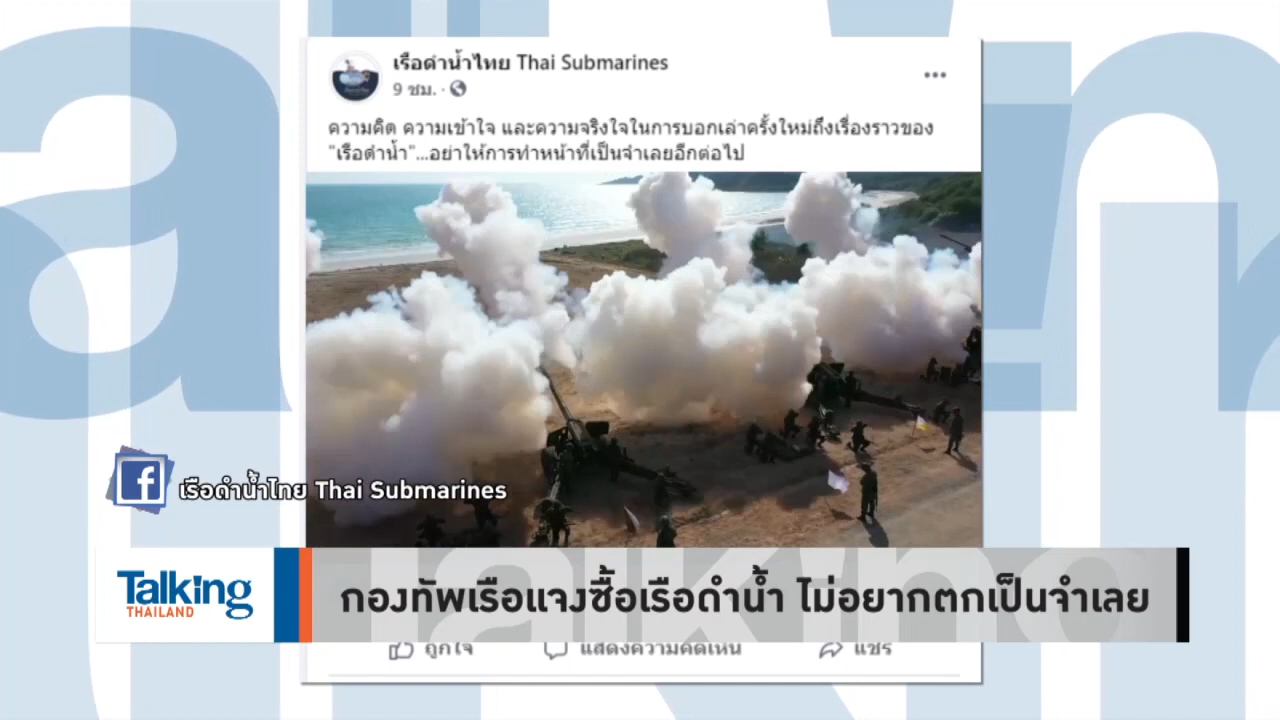 เรือดำน้ำไทย Thai Submarines
9 ชม.
ความคิด ความเข้าใจ และความจริงใจในการบอกเล่าครั้งใหม่ถึงเรื่องราวของ
"เรือดำน้ำ"...อย่าให้การทำหน้าที่เป็นจำเลยอีกต่อไป
f เรือดำน้ำไทย Thai Submarines
Talking
THAILAND
กองทัพเรือแจงซื้อเรือดำน้ำ ไม่อยากตกเป็นจำเลย
ถูกใจ แสดงความคิดเห็น แชร์